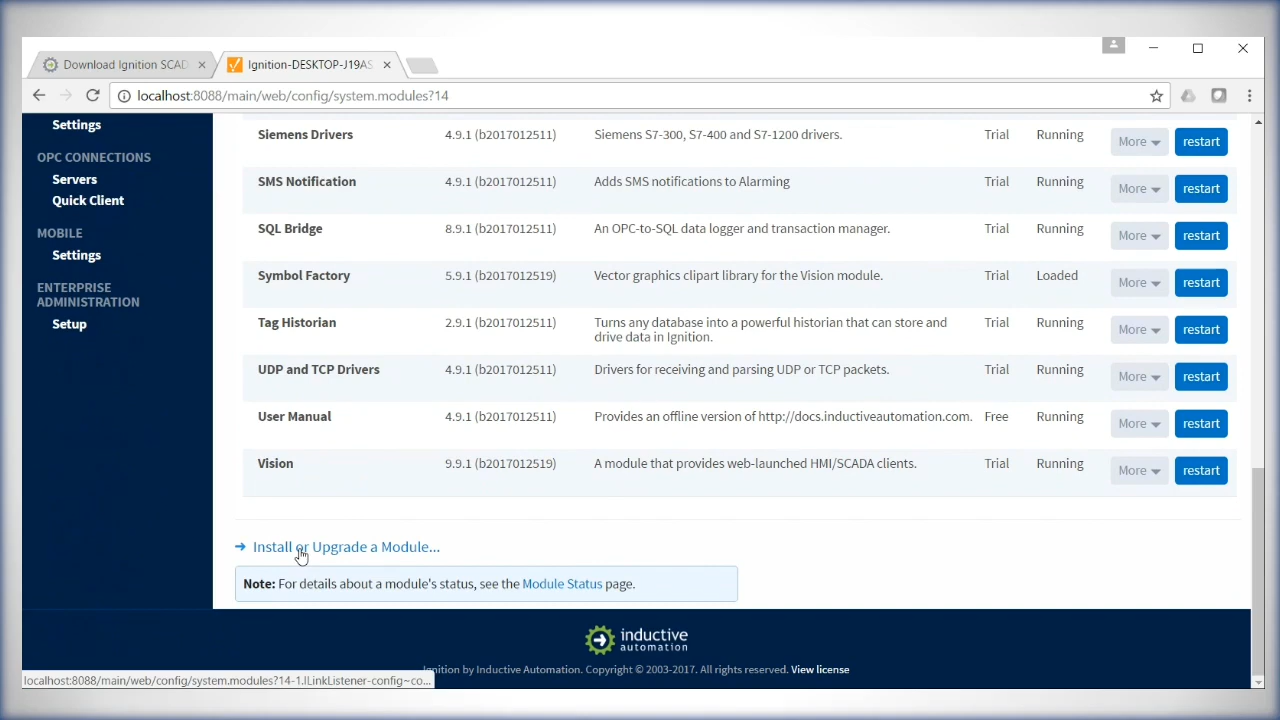 Download Ignition SCAD
Ignition-DESKTOP-J19AS
localhost:8088/main/web/config/system.modules?14
Settings
OPC CONNECTIONS
Servers
Quick Client
MOBILE
Settings
ENTERPRISE
ADMINISTRATION
Setup
Siemens Drivers 4.9.1 (b2017012511) Siemens S7-300, S7-400 and S7-1200 drivers. Trial Running More restart
SMS Notification 4.9.1 (b2017012511) Adds SMS notifications to Alarming Trial Running More restart
SQL Bridge 8.9.1 (b2017012511) An OPC-to-SQL data logger and transaction manager. Trial Running More restart
Symbol Factory 5.9.1 (b2017012519) Vector graphics clipart library for the Vision module. Trial Loaded More restart
Tag Historian 2.9.1 (b2017012511) Turns any database into a powerful historian that can store and Trial Running More restart
drive data in Ignition.
UDP and TCP Drivers 4.9.1 (b2017012511) Drivers for receiving and parsing UDP or TCP packets. Trial Running More restart
User Manual 4.9.1 (b2017012511) Provides an offline version of http://docs.inductiveautomation.com. Free Running More restart
Vision 9.9.1 (b2017012519) A module that provides web-launched HMI/SCADA clients. Trial Running More restart
Install or Upgrade a Module...
Note: For details about a module's status, see the Module Status page.
inductive
automation
Ignition by Inductive Automation. Copyright © 2003-2017. All rights reserved. View license
localhost:8088/main/web/config/system.modules?14-1.ILinkListener-config~co...